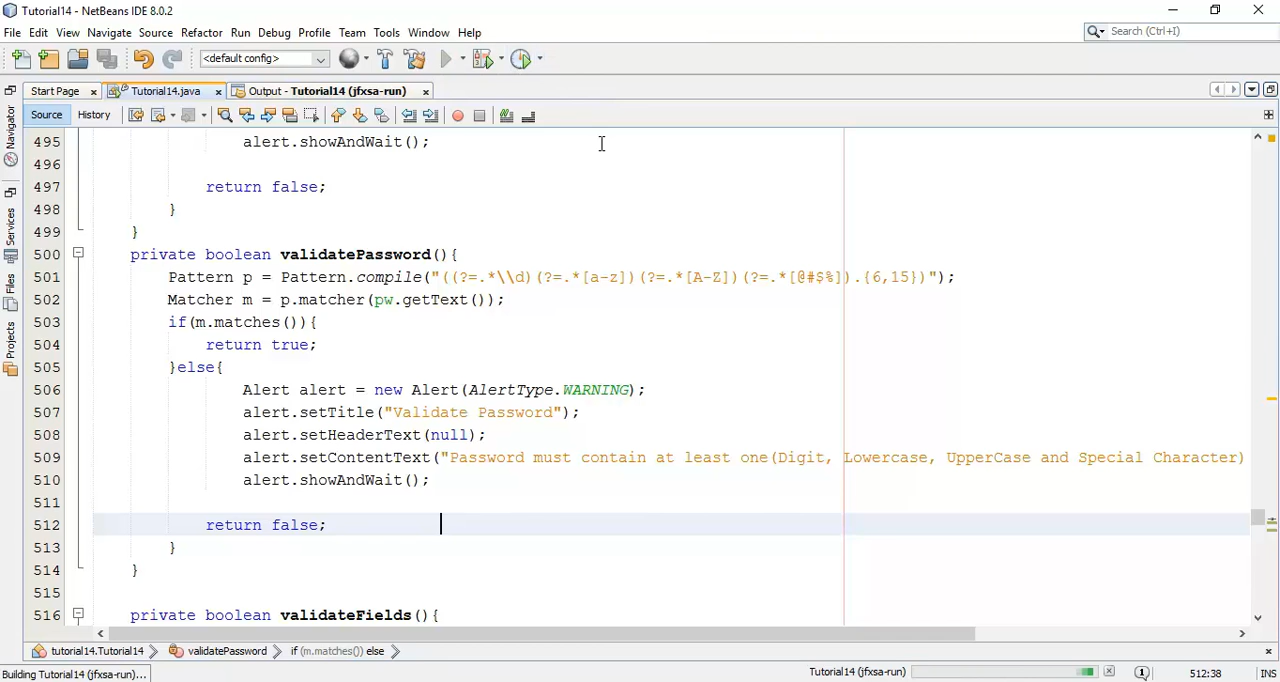 Tutorial14 - NetBeans IDE 8.0.2
File Edit View Navigate Source Refactor Run Debug Profile Team Tools Window Help
Search (Ctrl+I)
<default config>
Start Page Tutorial14.java Output - Tutorial14 (jfxsa-run)
Source History
Navigator
Services
Files
Projects
495 alert.showAndWait();
496
497 return false;
498 }
499 }
500 private boolean validatePassword(){
501 Pattern p = Pattern.compile("((?=.*\\d)(?=.*[a-z])(?=.*[A-Z])(?=.*[@#$%]).{6,15})");
502 Matcher m = p.matcher(pw.getText());
503 if(m.matches()){
504 return true;
505 }else{
506 Alert alert = new Alert(AlertType.WARNING);
507 alert.setTitle("Validate Password");
508 alert.setHeaderText(null);
509 alert.setContentText("Password must contain at least one(Digit, Lowercase, UpperCase and Special Character)
510 alert.showAndWait();
511
512 return false;
513 }
514 }
515
516 private boolean validateFields(){
tutorial14.Tutorial14 validatePassword if (m.matches()) else
Building Tutorial14 (jfxsa-run)... Tutorial14 (jfxsa-run) 1 512:38 INS